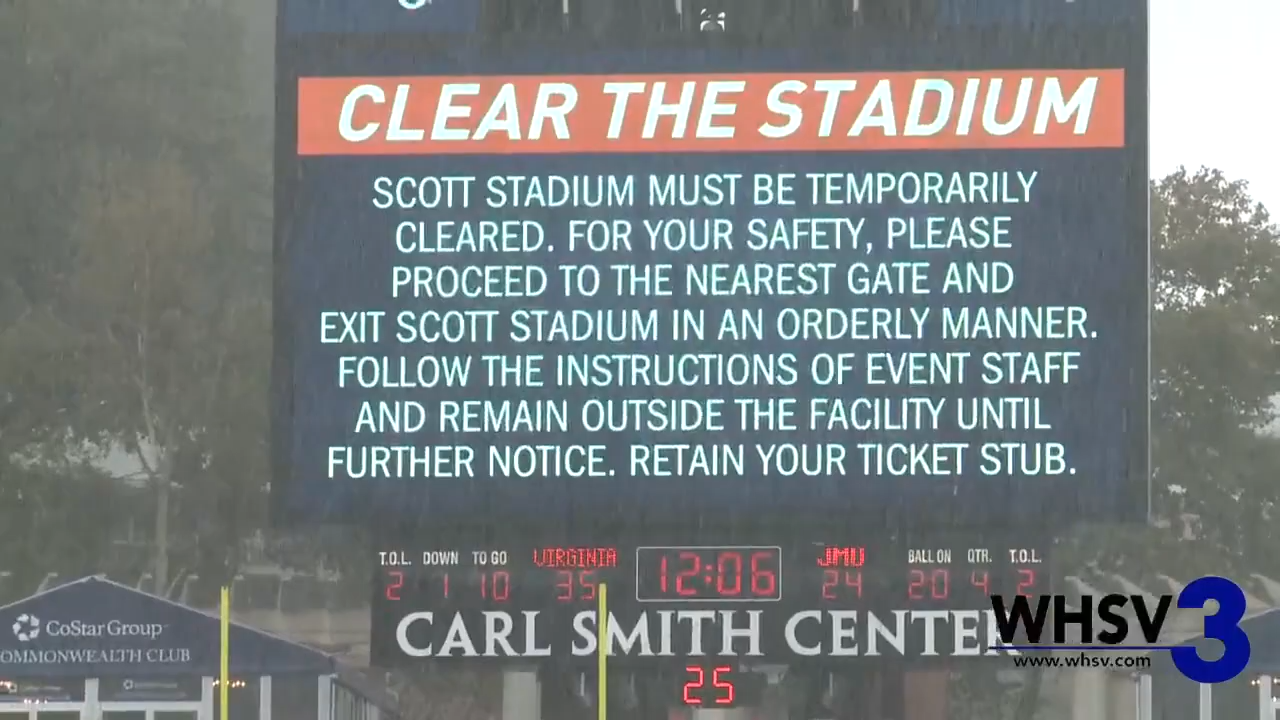 CLEAR THE STADIUM
SCOTT STADIUM MUST BE TEMPORARILY
CLEARED. FOR YOUR SAFETY, PLEASE
PROCEED TO THE NEAREST GATE AND
EXIT SCOTT STADIUM IN AN ORDERLY MANNER.
FOLLOW THE INSTRUCTIONS OF EVENT STAFF
AND REMAIN OUTSIDE THE FACILITY UNTIL
FURTHER NOTICE. RETAIN YOUR TICKET STUB.
T.O.L. DOWN TO GO VIRGINIA 12:06 JMU BALL ON QTR. T.O.L.
2 1 10 35 24 20 4 2
CARL SMITH CENTER
25
CoStar Group
OMMONWEALTH CLUB
WHSV 3
www.whsv.com